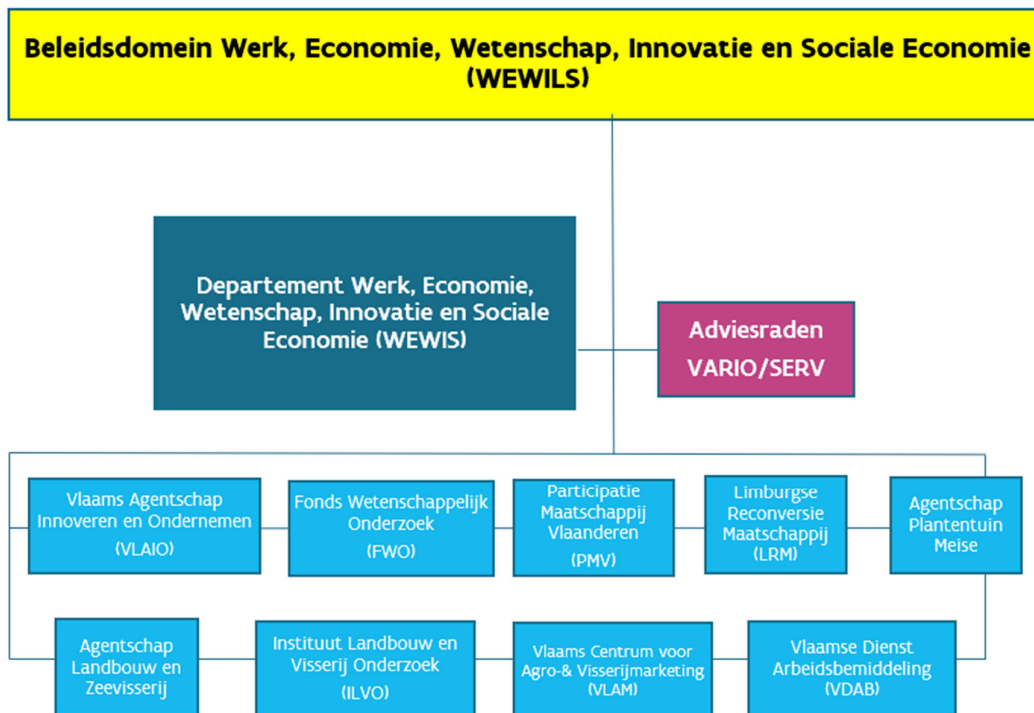 Beleidsdomein Werk, Economie, Wetenschap, Innovatie en Sociale Economie
(WEWILS)
Departement Werk, Economie,
Wetenschap, Innovatie en Sociale
Economie (WEWIS)
Adviesraden
VARIO/SERV
Vlaams Agentschap
Innoveren en Ondernemen
(VLAIO)
Fonds Wetenschappelijk
Onderzoek
(FWO)
Participatie
Maatschappij
Vlaanderen
(PMV)
Limburgse
Reconversie
Maatschappij
(LRM)
Agentschap
Plantentuin
Meise
Agentschap
Landbouw en
Zeevisserij
Instituut Landbouw en
Visserij Onderzoek
(ILVO)
Vlaams Centrum voor
Agro-& Visserijmarketing
(VLAM)
Vlaamse Dienst
Arbeidsbemiddeling
(VDAB)